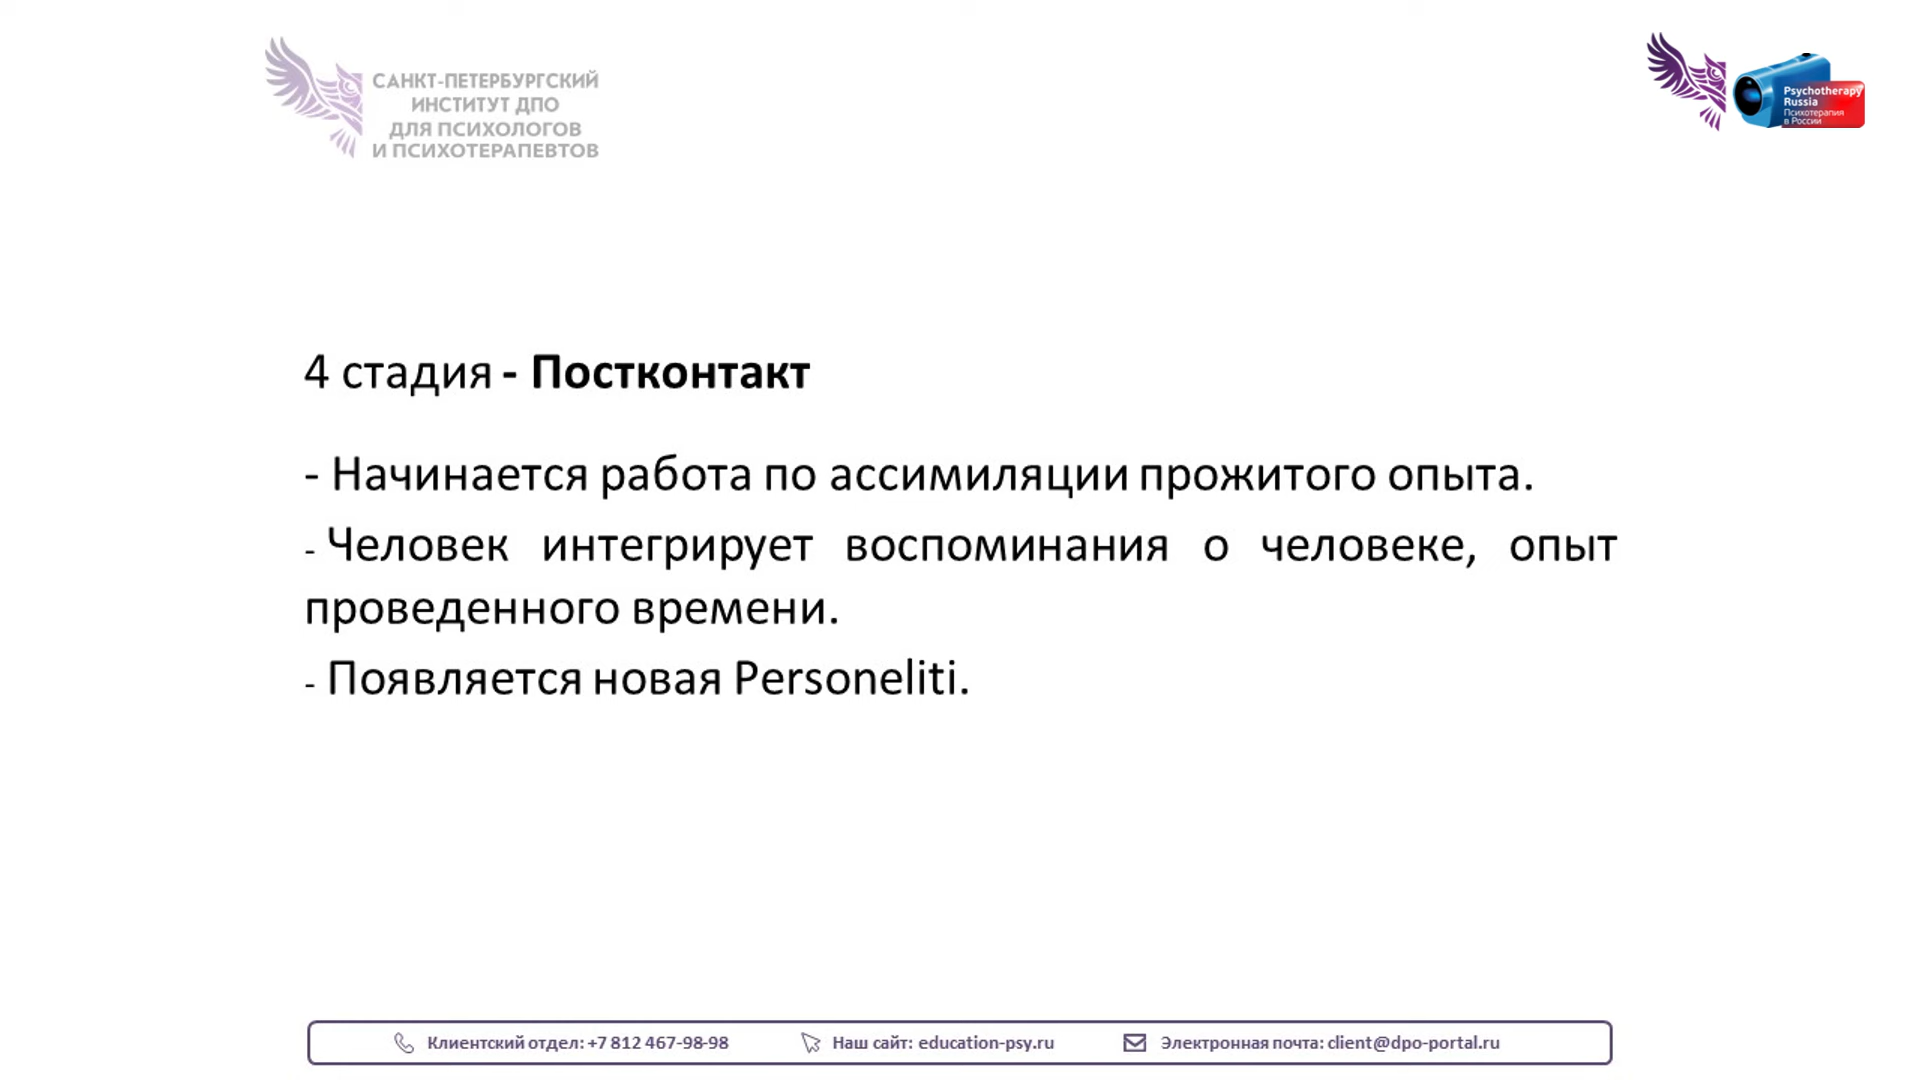 САНКТ-ПЕТЕРБУРГСКИЙ
ИНСТИТУТ ДПО
ДЛЯ ПСИХОЛОГОВ
И ПСИХОТЕРАПЕВТОВ
Psychotherapy
Russia
Психотерапия
в России
4 стадия - Постконтакт
- Начинается работа по ассимиляции прожитого опыта.
- Человек интегрирует воспоминания о человеке, опыт
проведенного времени.
- Появляется новая Personeliti.
Клиентский отдел: +7 812 467-98-98
Наш сайт: education-psy.ru
Электронная почта: client@dpo-portal.ru